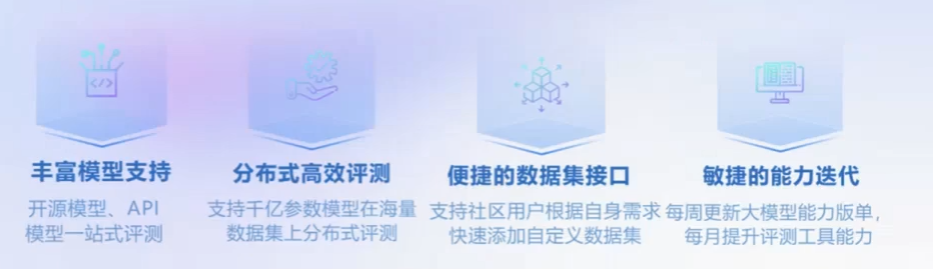 丰富模型支持
开源模型、API
模型一站式评测
分布式高效评测
支持千亿参数模型在海量
数据集上分布式评测
便捷的数据集接口
支持社区用户根据自身需求
快速添加自定义数据集
敏捷的能力迭代
每周更新大模型能力版单，
每月提升评测工具能力